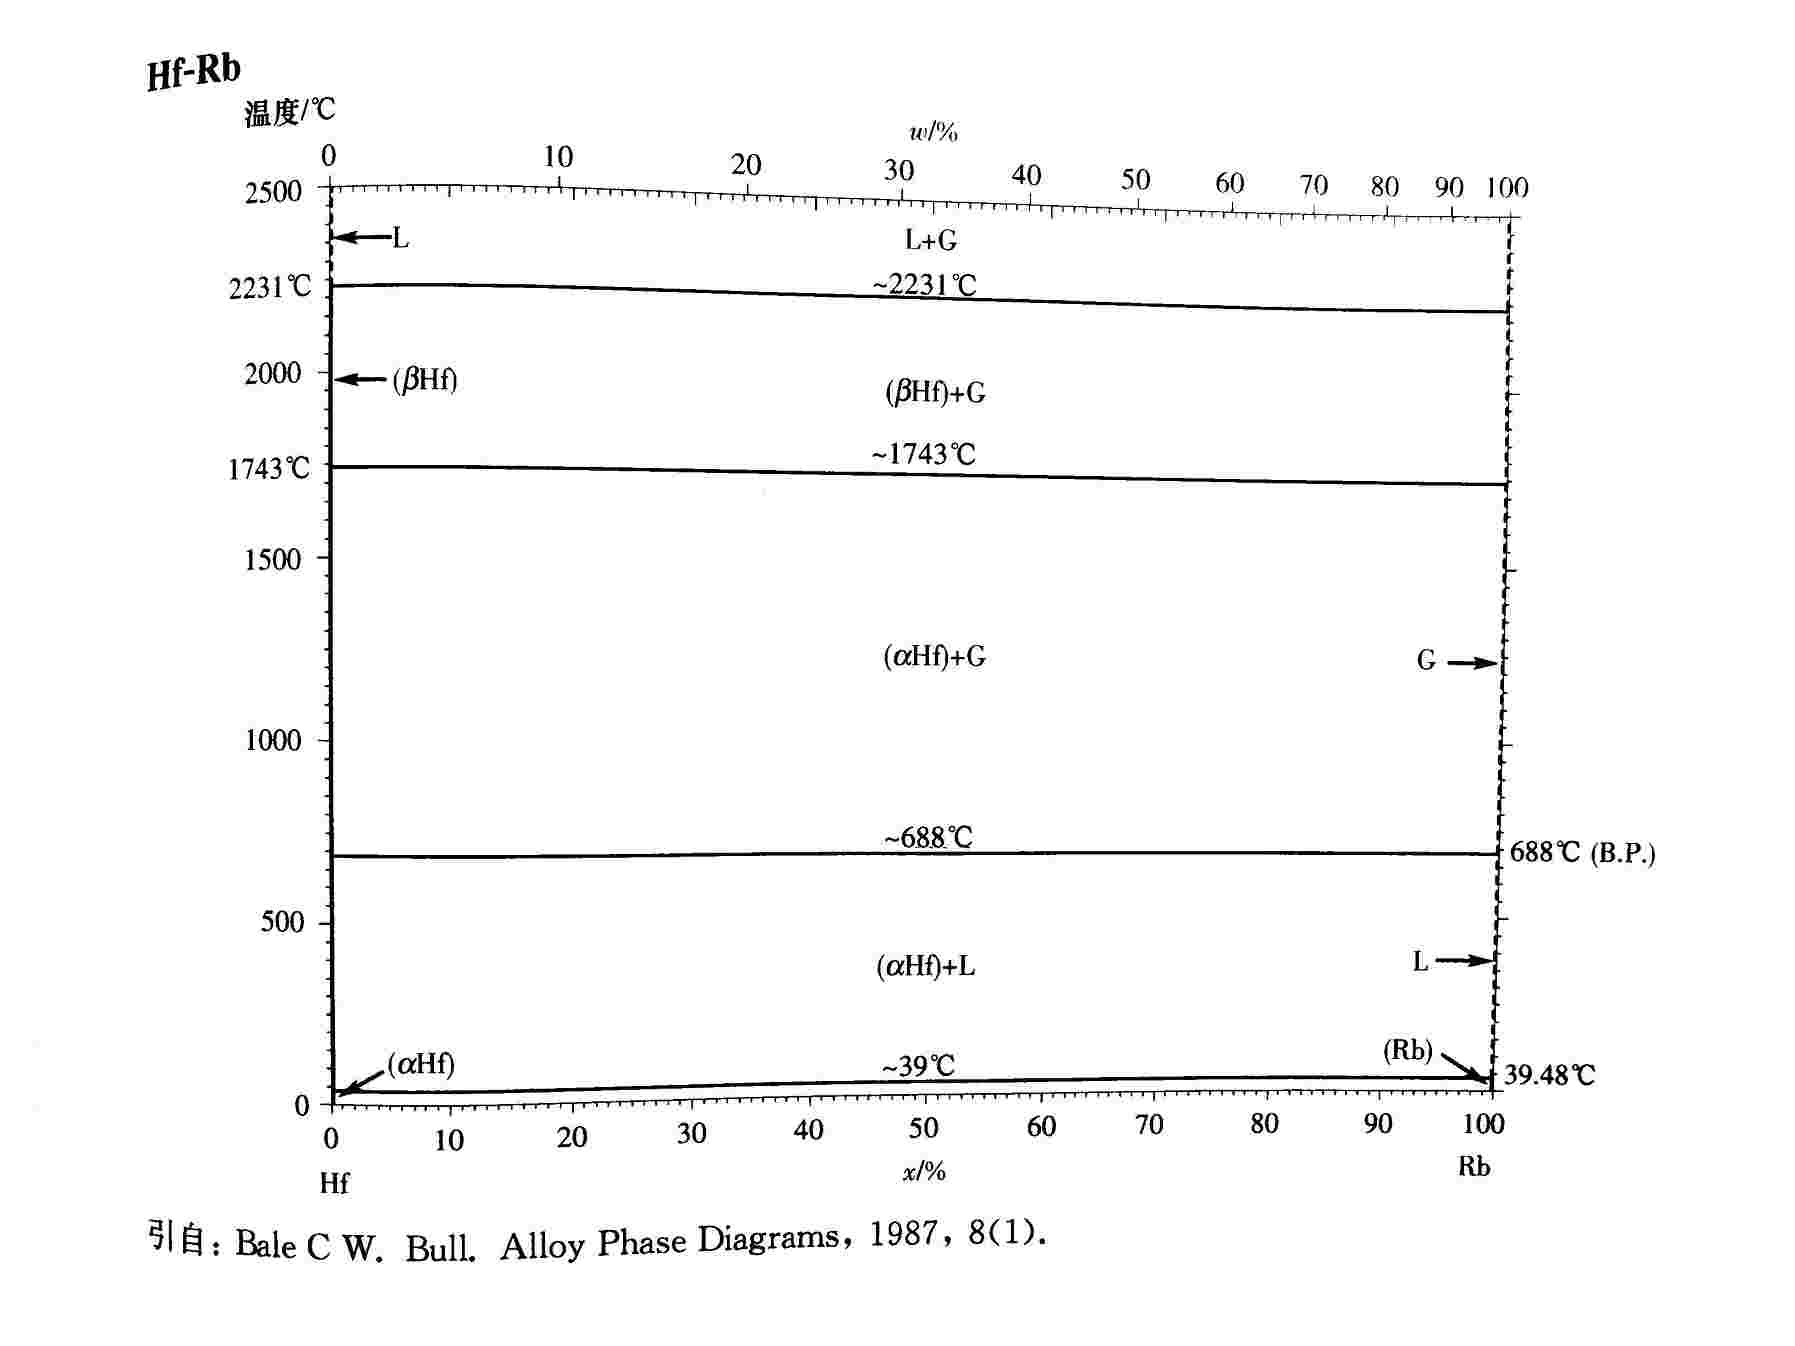 Hf-Rb
温度/℃
w/%
0 10 20 30 40 50 60 70 80 90 100
2500
L L+G
2231℃ ~2231℃
2000 (βHf) (βHf)+G
~1743℃
1743℃
1500
(αHf)+G G
1000
~688℃
688℃ (B.P.)
500
(αHf)+L L
(αHf) ~39℃ (Rb)
39.48℃
0
0 10 20 30 40 50 60 70 80 90 100
Hf x/% Rb
引自: Bale C W. Bull. Alloy Phase Diagrams, 1987, 8(1).